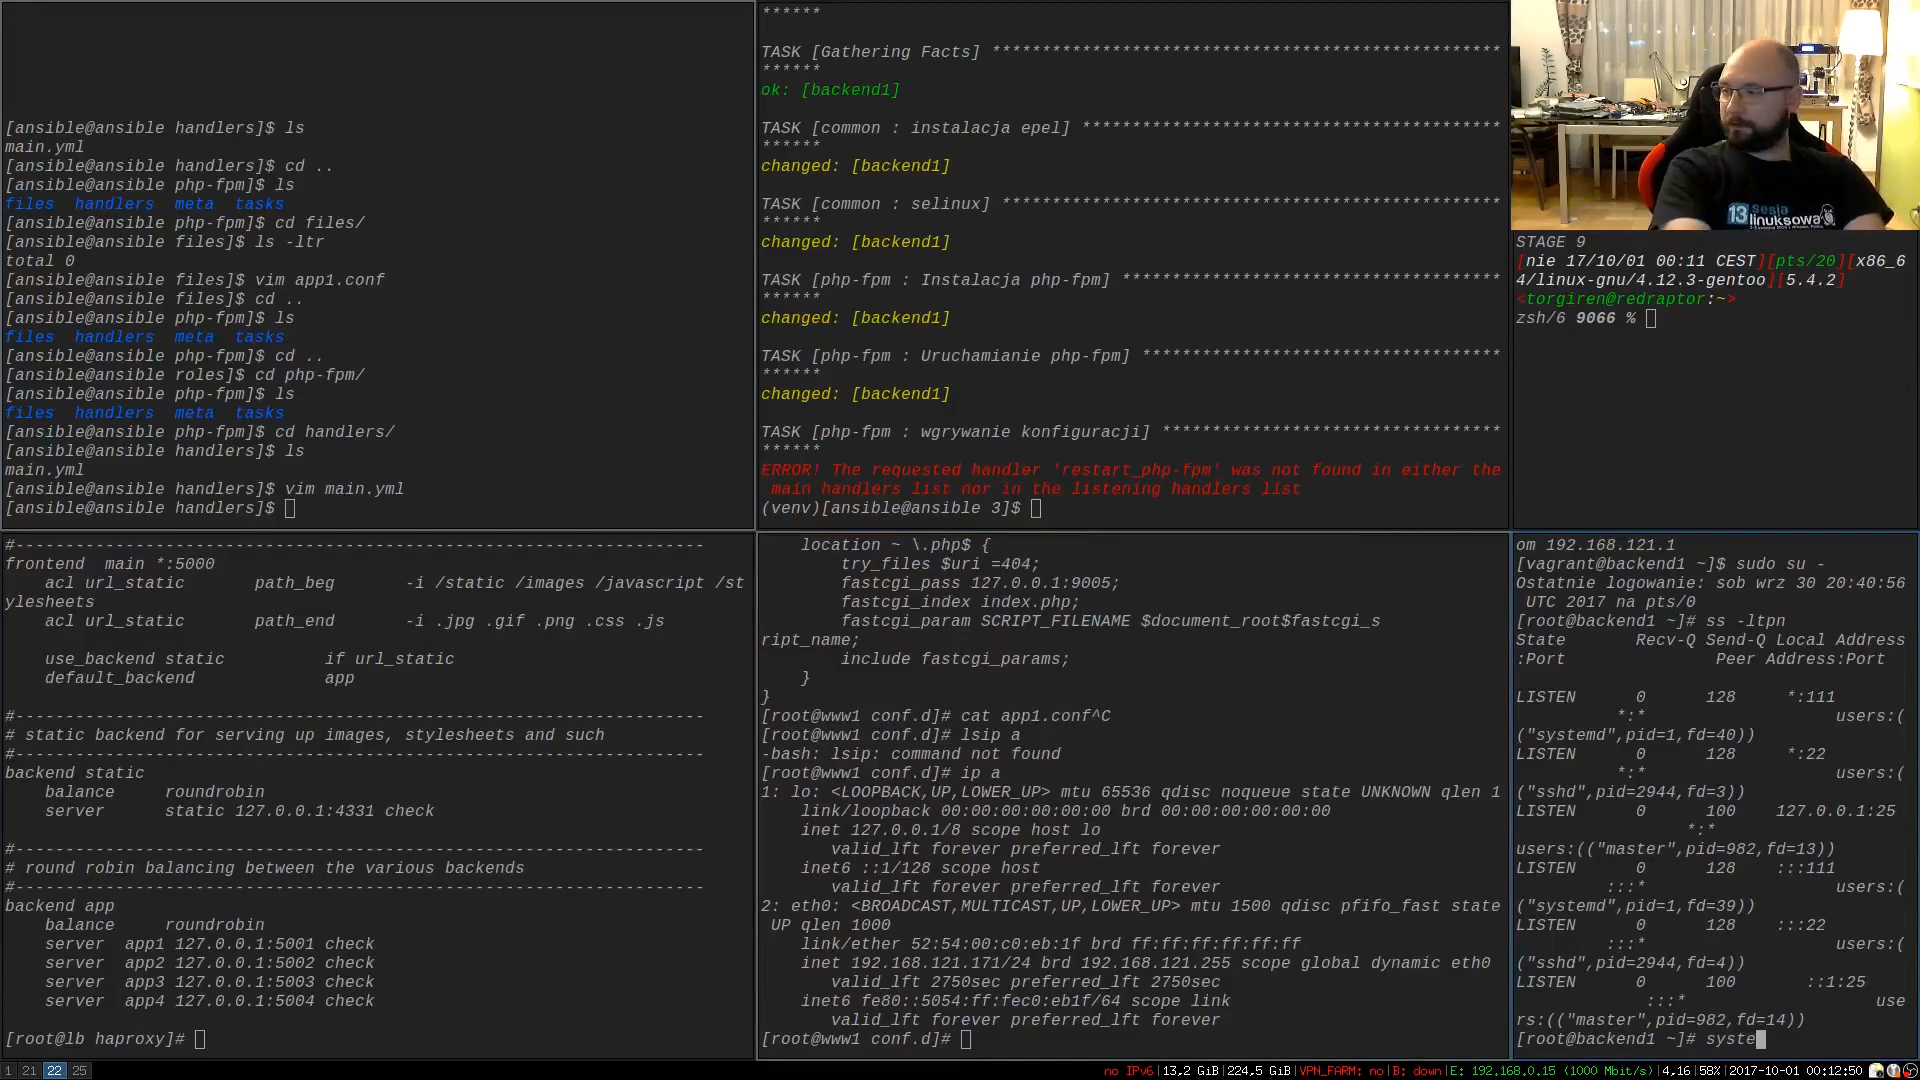 [ansible@ansible handlers]$ ls
main.yml
[ansible@ansible handlers]$ cd ..
[ansible@ansible php-fpm]$ ls
files  handlers  meta  tasks
[ansible@ansible php-fpm]$ cd files/
[ansible@ansible files]$ ls -ltr
total 0
[ansible@ansible files]$ vim app1.conf
[ansible@ansible files]$ cd ..
[ansible@ansible php-fpm]$ ls
files  handlers  meta  tasks
[ansible@ansible php-fpm]$ cd ..
[ansible@ansible roles]$ cd php-fpm/
[ansible@ansible php-fpm]$ ls
files  handlers  meta  tasks
[ansible@ansible php-fpm]$ cd handlers/
[ansible@ansible handlers]$ ls
main.yml
[ansible@ansible handlers]$ vim main.yml
[ansible@ansible handlers]$
******
TASK [Gathering Facts] ***************************************************
******
ok: [backend1]
TASK [common : instalacja epel] ******************************************
******
changed: [backend1]
TASK [common : selinux] **************************************************
******
changed: [backend1]
TASK [php-fpm : Instalacja php-fpm] **************************************
******
changed: [backend1]
TASK [php-fpm : Uruchamianie php-fpm] ************************************
******
changed: [backend1]
TASK [php-fpm : wgrywanie konfiguracji] ***********************************
******
ERROR! The requested handler 'restart_php-fpm' was not found in either the
 main handlers list nor in the listening handlers list
(venv)[ansible@ansible 3]$
13 Sesja
linuksowa
STAGE 9
[nie 17/10/01 00:11 CEST][pts/20][x86_6
4/linux-gnu/4.12.3-gentoo][5.4.2]
<torgiren@redraptor:~>
zsh/6 9066 %
#----------------------------------------------------------------------
frontend  main *:5000
    acl url_static       path_beg       -i /static /images /javascript /st
ylesheets
    acl url_static       path_end       -i .jpg .gif .png .css .js
    use_backend static          if url_static
    default_backend             app
#----------------------------------------------------------------------
# static backend for serving up images, stylesheets and such
#----------------------------------------------------------------------
backend static
    balance     roundrobin
    server      static 127.0.0.1:4331 check
#----------------------------------------------------------------------
# round robin balancing between the various backends
#----------------------------------------------------------------------
backend app
    balance     roundrobin
    server  app1 127.0.0.1:5001 check
    server  app2 127.0.0.1:5002 check
    server  app3 127.0.0.1:5003 check
    server  app4 127.0.0.1:5004 check
[root@lb haproxy]#
    location ~ \.php$ {
        try_files $uri =404;
        fastcgi_pass 127.0.0.1:9005;
        fastcgi_index index.php;
        fastcgi_param SCRIPT_FILENAME $document_root$fastcgi_s
ript_name;
        include fastcgi_params;
    }
}
[root@www1 conf.d]# cat app1.conf^C
[root@www1 conf.d]# lsip a
-bash: lsip: command not found
[root@www1 conf.d]# ip a
1: lo: <LOOPBACK,UP,LOWER_UP> mtu 65536 qdisc noqueue state UNKNOWN qlen 1
    link/loopback 00:00:00:00:00:00 brd 00:00:00:00:00:00
    inet 127.0.0.1/8 scope host lo
       valid_lft forever preferred_lft forever
    inet6 ::1/128 scope host
       valid_lft forever preferred_lft forever
2: eth0: <BROADCAST,MULTICAST,UP,LOWER_UP> mtu 1500 qdisc pfifo_fast state
 UP qlen 1000
    link/ether 52:54:00:c0:eb:1f brd ff:ff:ff:ff:ff:ff
    inet 192.168.121.171/24 brd 192.168.121.255 scope global dynamic eth0
       valid_lft 2750sec preferred_lft 2750sec
    inet6 fe80::5054:ff:fec0:eb1f/64 scope link
       valid_lft forever preferred_lft forever
[root@www1 conf.d]#
om 192.168.121.1
[vagrant@backend1 ~]$ sudo su -
Ostatnie logowanie: sob wrz 30 20:40:56
 UTC 2017 na pts/0
[root@backend1 ~]# ss -ltpn
State       Recv-Q Send-Q Local Address
:Port               Peer Address:Port
LISTEN      0      128     *:111
          *:*                   users:(
("systemd",pid=1,fd=40))
LISTEN      0      128     *:22
          *:*                   users:(
("sshd",pid=2944,fd=3))
LISTEN      0      100    127.0.0.1:25
                 *:*
users:(("master",pid=982,fd=13))
LISTEN      0      128    :::111
         :::*                   users:(
("systemd",pid=1,fd=39))
LISTEN      0      128    :::22
         :::*                   users:(
("sshd",pid=2944,fd=4))
LISTEN      0      100       ::1:25
             :::*                   use
rs:(("master",pid=982,fd=14))
[root@backend1 ~]# syste
1 21 22 25
no IPv6|13,2 GiB|224,5 GiB|VPN_FARM: no|B: down|E: 192.168.0.15 (1000 Mbit/s)|4,16|58%|2017-10-01 00:12:50